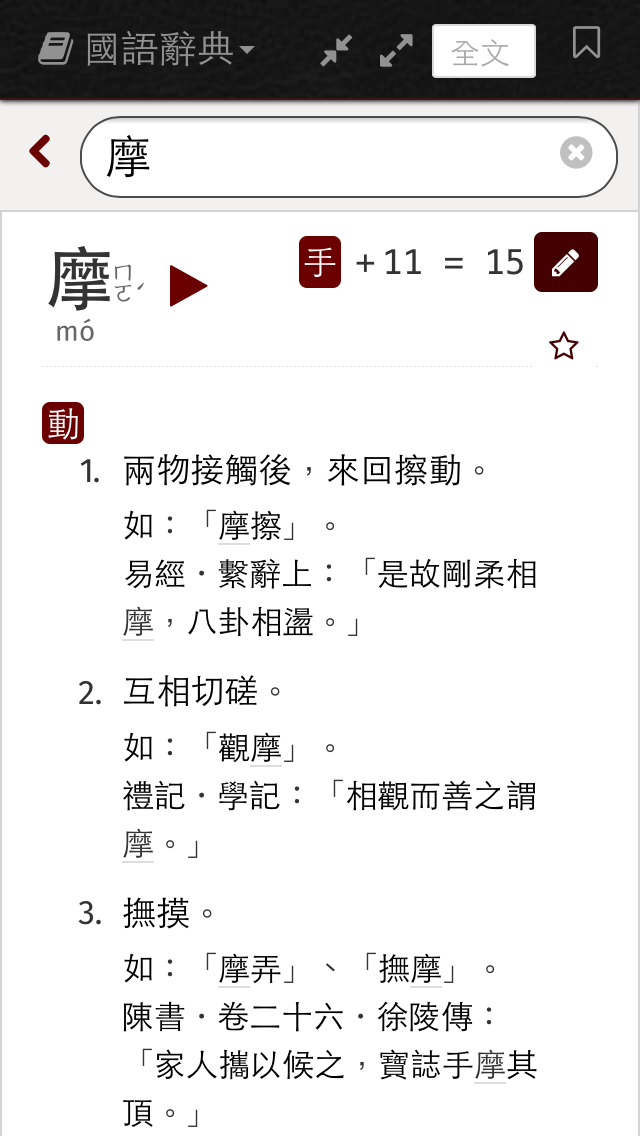 國語辭典 全文
摩
摩 ㄇㄛˊ 手 +11 = 15
mó
動
1. 兩物接觸後，來回擦動。
如：「摩擦」。
易經．繫辭上：「是故剛柔相
摩，八卦相盪。」
2. 互相切磋。
如：「觀摩」。
禮記．學記：「相觀而善之謂
摩。」
3. 撫摸。
如：「摩弄」、「撫摩」。
陳書．卷二十六．徐陵傳：
「家人攜以候之，寶誌手摩其
頂。」